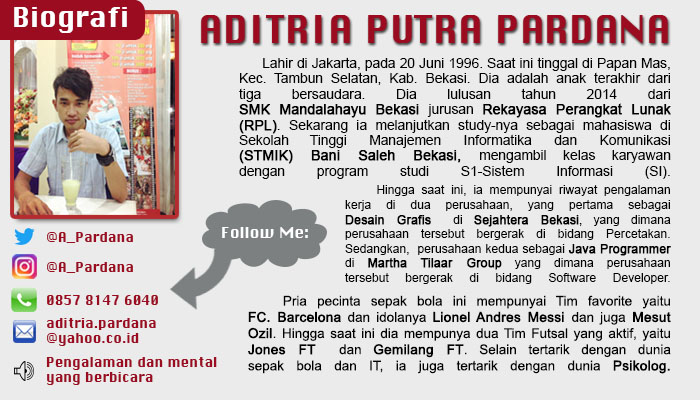 Biografi
ADITRIA PUTRA PARDANA
Lahir di Jakarta, pada 20 Juni 1996. Saat ini tinggal di Papan Mas,
Kec. Tambun Selatan, Kab. Bekasi. Dia adalah anak terakhir dari
tiga bersaudara. Dia lulusan tahun 2014 dari
SMK Mandalahayu Bekasi jurusan Rekayasa Perangkat Lunak
(RPL). Sekarang ia melanjutkan study-nya sebagai mahasiswa di
Sekolah Tinggi Manajemen Informatika dan Komunikasi
(STMIK) Bani Saleh Bekasi, mengambil kelas karyawan
dengan program studi S1-Sistem Informasi (SI).
Hingga saat ini, ia mempunyai riwayat pengalaman
kerja di dua perusahaan, yang pertama sebagai
Desain Grafis di Sejahtera Bekasi, yang dimana
perusahaan tersebut bergerak di bidang Percetakan.
Sedangkan, perusahaan kedua sebagai Java Programmer
di Martha Tilaar Group yang dimana perusahaan
tersebut bergerak di bidang Software Developer.
Pria pecinta sepak bola ini mempunyai Tim favorite yaitu
FC. Barcelona dan idolanya Lionel Andres Messi dan juga Mesut
Ozil. Hingga saat ini dia mempunya dua Tim Futsal yang aktif, yaitu
Jones FT dan Gemilang FT. Selain tertarik dengan dunia
sepak bola dan IT, ia juga tertarik dengan dunia Psikolog.
Follow Me:
@A_Pardana
@A_Pardana
0857 8147 6040
aditria.pardana
@yahoo.co.id
Pengalaman dan mental
yang berbicara